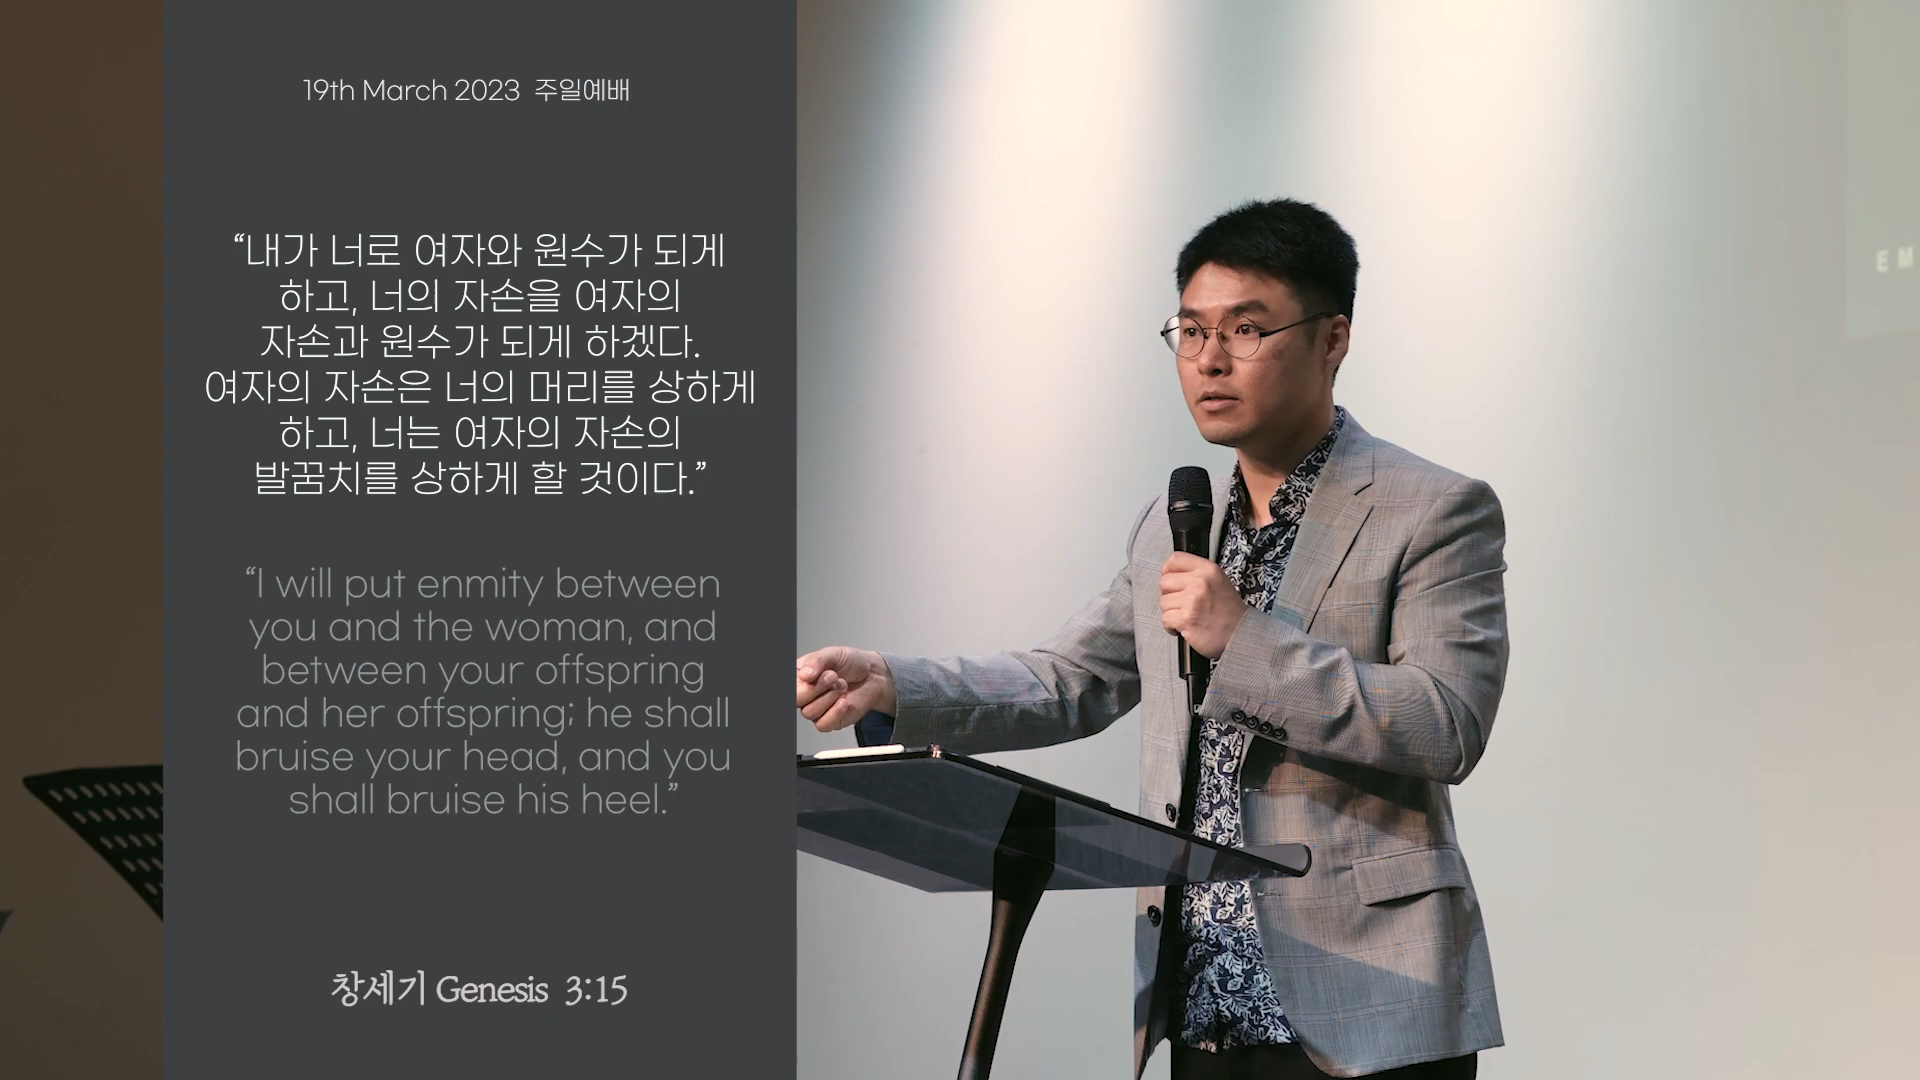 19th March 2023 주일예배
“내가 너로 여자와 원수가 되게
하고, 너의 자손을 여자의
자손과 원수가 되게 하겠다.
여자의 자손은 너의 머리를 상하게
하고, 너는 여자의 자손의
발꿈치를 상하게 할 것이다.”
“I will put enmity between
you and the woman, and
between your offspring
and her offspring; he shall
bruise your head, and you
shall bruise his heel.”
창세기 Genesis 3:15
EM